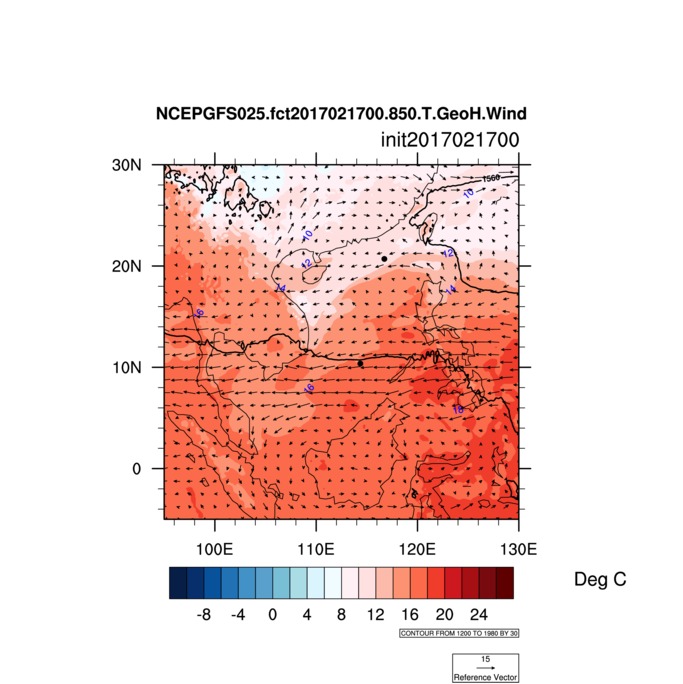 NCEPGFS025.fct2017021700.850.T.GeoH.Wind
init2017021700
30N
1560
10
10
12
20N
12
14
14
16
10N
16
18
0
100E 110E 120E 130E
-8 -4 0 4 8 12 16 20 24
Deg C
CONTOUR FROM 1200 TO 1980 BY 30
15
Reference Vector